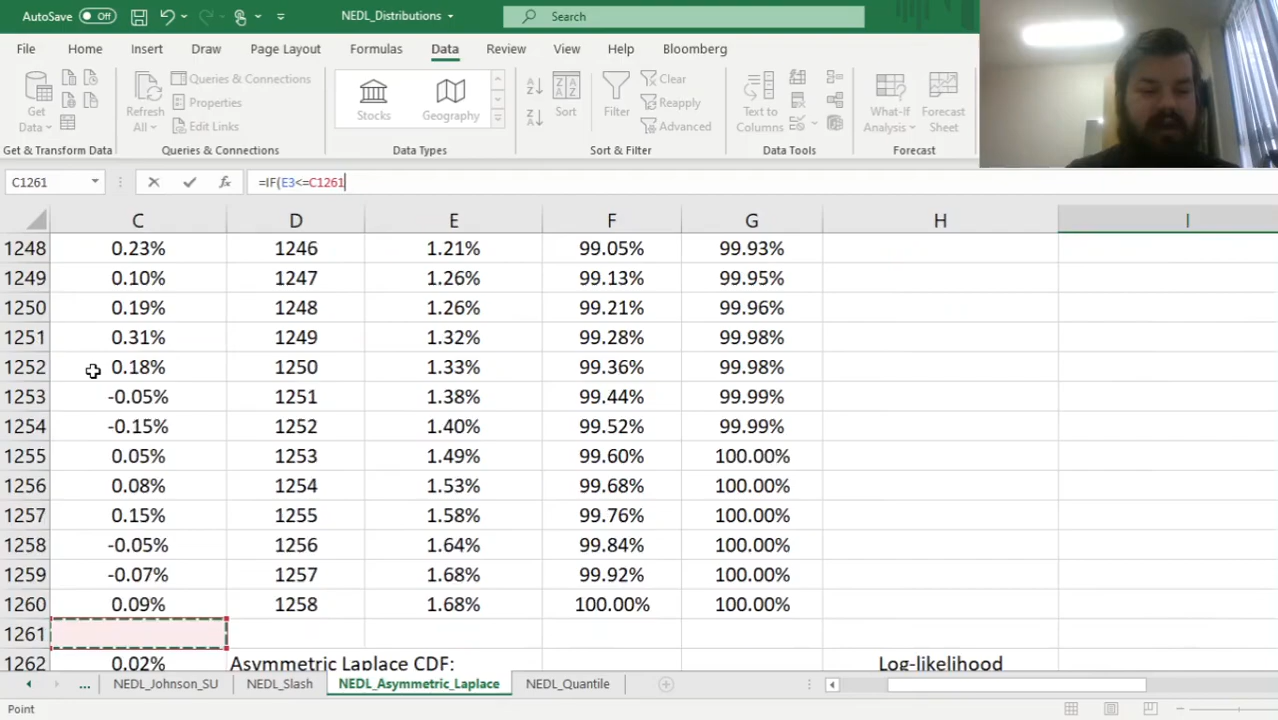 AutoSave Off NEDL_Distributions Search
File Home Insert Draw Page Layout Formulas Data Review View Help Bloomberg
Get Data
Refresh All
Queries & Connections
Properties
Edit Links
Stocks Geography
Sort
Filter
Clear
Reapply
Advanced
Text to Columns
What-If Analysis
Forecast Sheet
Get & Transform Data Queries & Connections Data Types Sort & Filter Data Tools Forecast
C1261 fx =IF(E3<=C1261
C D E F G H I
1248 0.23% 1246 1.21% 99.05% 99.93%
1249 0.10% 1247 1.26% 99.13% 99.95%
1250 0.19% 1248 1.26% 99.21% 99.96%
1251 0.31% 1249 1.32% 99.28% 99.98%
1252 0.18% 1250 1.33% 99.36% 99.98%
1253 -0.05% 1251 1.38% 99.44% 99.99%
1254 -0.15% 1252 1.40% 99.52% 99.99%
1255 0.05% 1253 1.49% 99.60% 100.00%
1256 0.08% 1254 1.53% 99.68% 100.00%
1257 0.15% 1255 1.58% 99.76% 100.00%
1258 -0.05% 1256 1.64% 99.84% 100.00%
1259 -0.07% 1257 1.68% 99.92% 100.00%
1260 0.09% 1258 1.68% 100.00% 100.00%
1261
1262 0.02% Asymmetric Laplace CDF: Log-likelihood
... NEDL_Johnson_SU NEDL_Slash NEDL_Asymmetric_Laplace NEDL_Quantile
Point